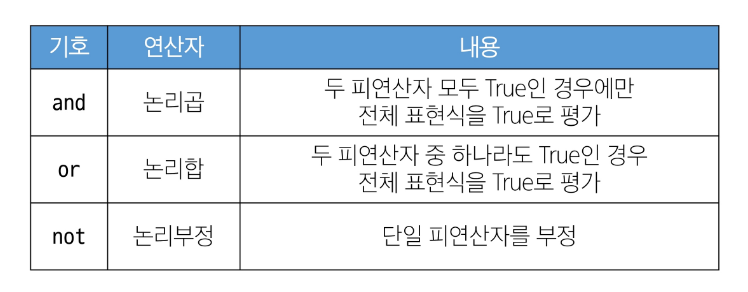 기호 연산자 내용
and 논리곱 두 피연산자 모두 True인 경우에만
전체 표현식을 True로 평가
or 논리합 두 피연산자 중 하나라도 True인 경우
전체 표현식을 True로 평가
not 논리부정 단일 피연산자를 부정